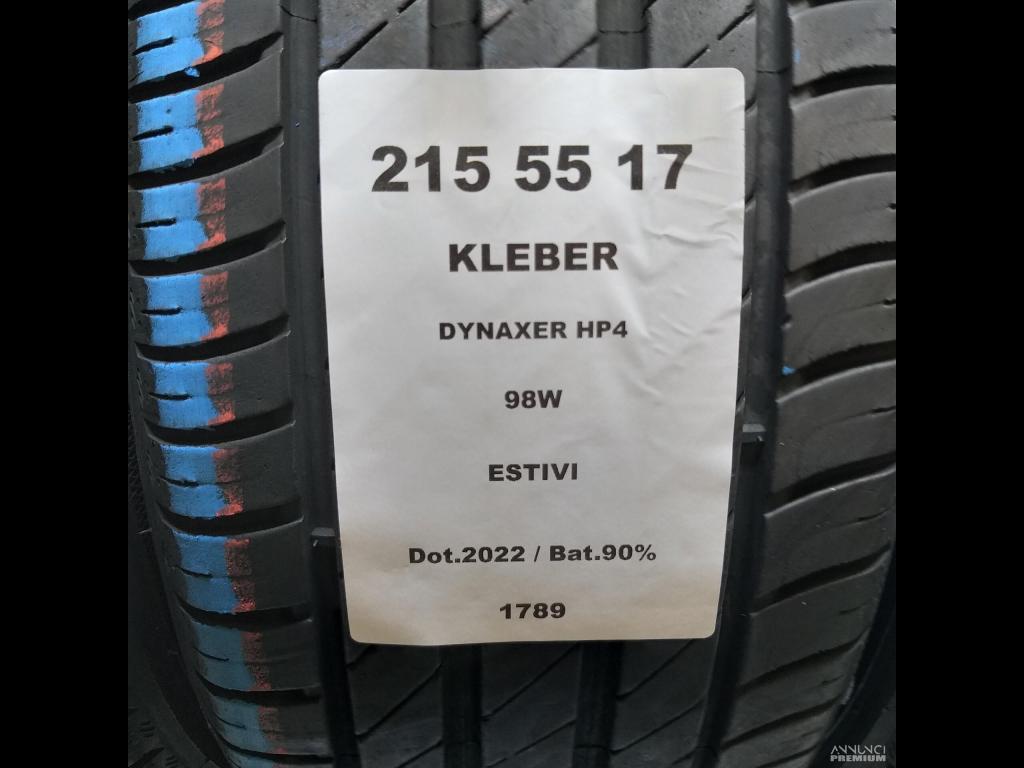 215 55 17
KLEBER
DYNAXER HP4
98W
ESTIVI
Dot.2022 / Bat.90%
1789
ANNUNCI
PREMIUM